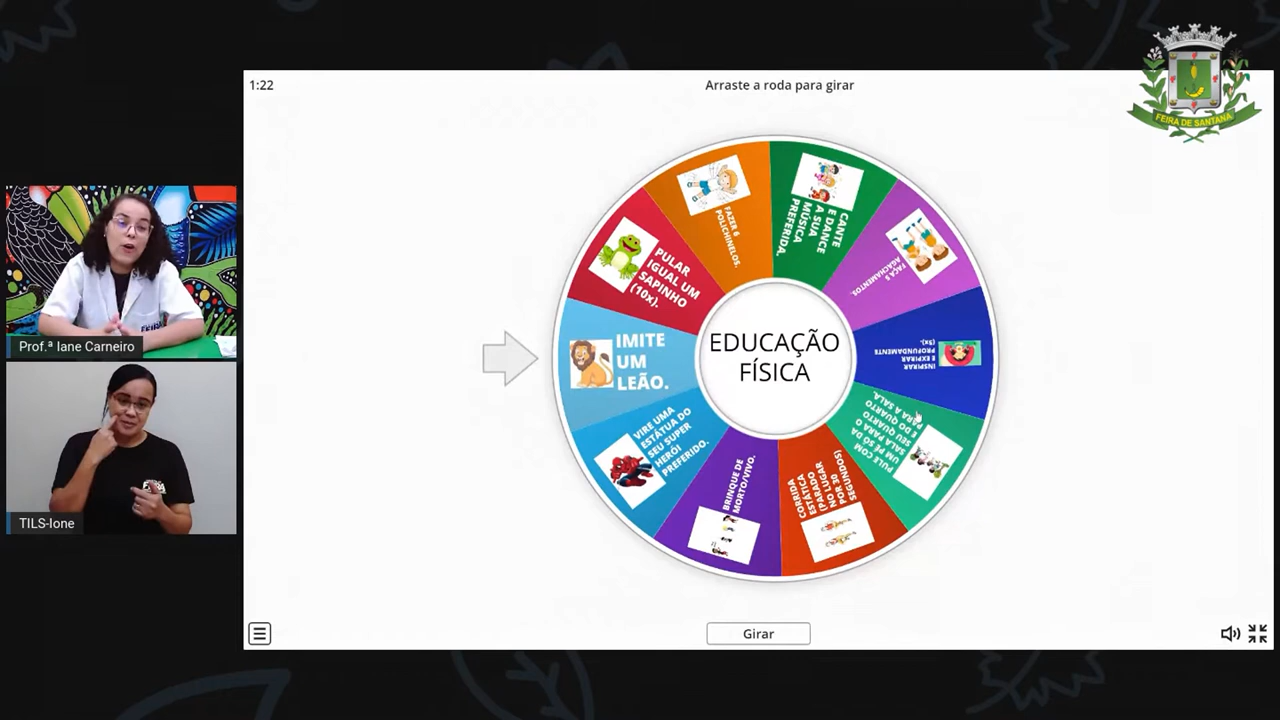 1:22
Arraste a roda para girar
FEIRA DE SANTANA
FAZER 6
POLICHINELOS.
CANTE
E DANCE
A SUA
MÚSICA
PREFERIDA.
PULAR
IGUAL UM
SAPINHO
(10x).
FAÇA 5
AGACHAMENTOS.
IMITE
UM
LEÃO.
EDUCAÇÃO
FÍSICA
INSPIRAR
E EXPIRAR
PROFUNDAMENTE
(5x).
VIRE UMA
ESTÁTUA DO
SEU SUPER
HERÓI
PREFERIDO.
BRINQUE DE
MORTO/VIVO.
CORRIDA
ESTÁTICA
(PARADO
NO LUGAR
POR 30
SEGUNDOS)
PULE COM
UM PÉ SÓ DA
SALA PARA O
SEU QUARTO
E DO QUARTO
PARA A SALA.
Prof.ª Iane Carneiro
TILS-Ione
Girar